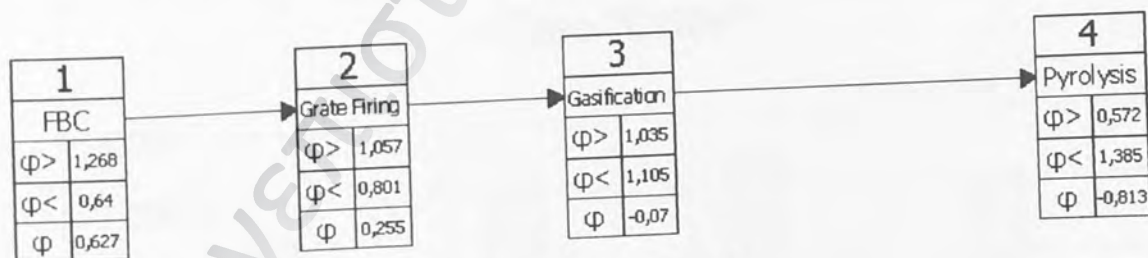 1
FBC
φ> 1,268
φ< 0,64
φ 0,627
2
Grate Firing
φ> 1,057
φ< 0,801
φ 0,255
3
Gasification
φ> 1,035
φ< 1,105
φ -0,07
4
Pyrolysis
φ> 0,572
φ< 1,385
φ -0,813